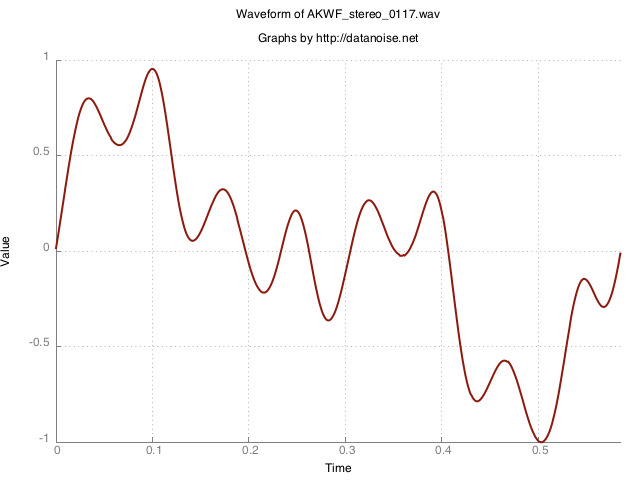 Waveform of AKWF_stereo_0117.wav
Graphs by http://datanoise.net
1
0.5
0
-0.5
-1
Value
0
0.1
0.2
0.3
0.4
0.5
Time